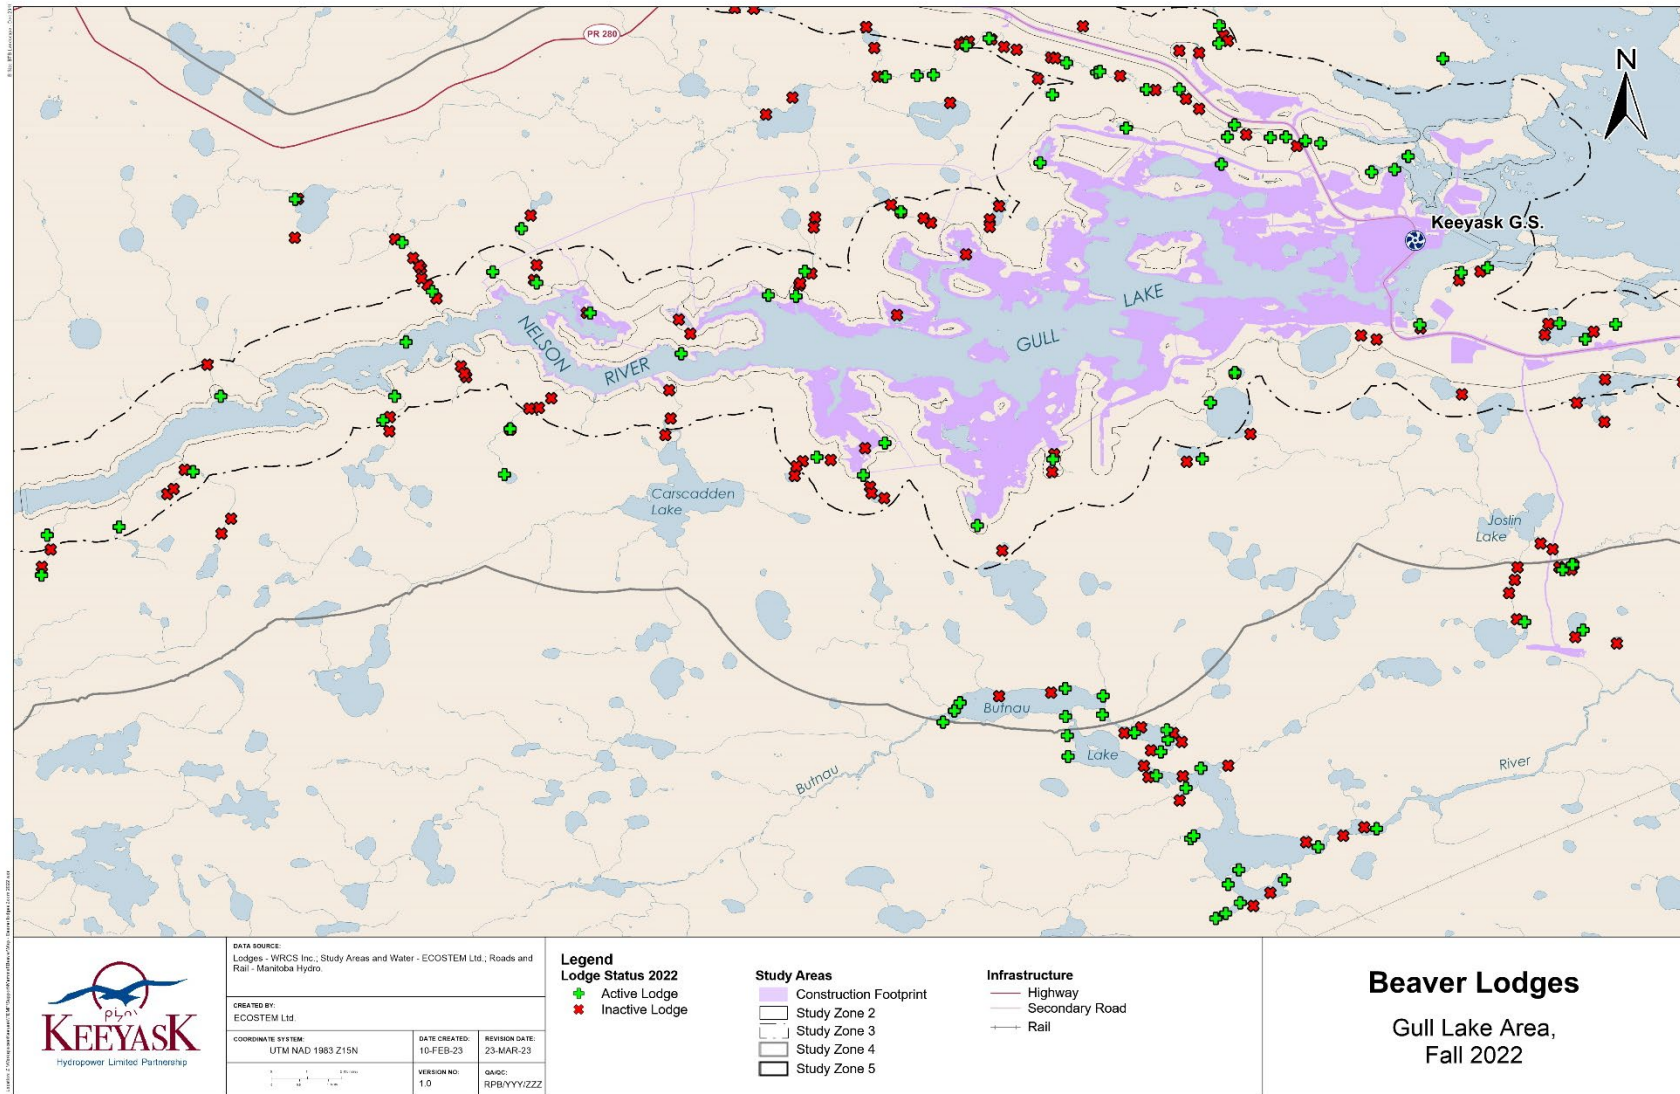 PR 280
N
Keeyask G.S.
NELSON
RIVER
GULL
LAKE
Carscadden
Lake
Joslin
Lake
Butnau
Lake
Butnau
River
KEEYASK
Hydropower Limited Partnership
DATA SOURCE:
Lodges - WRCS Inc.; Study Areas and Water - ECOSTEM Ltd.; Roads and
Rail - Manitoba Hydro.
CREATED BY:
ECOSTEM Ltd.
COORDINATE SYSTEM:
UTM NAD 1983 Z15N
DATE CREATED:
10-FEB-23
REVISION DATE:
23-MAR-23
VERSION NO:
1.0
QA/QC:
RPB/YYY/ZZZ
Legend
Lodge Status 2022
Active Lodge
Inactive Lodge
Study Areas
Construction Footprint
Study Zone 2
Study Zone 3
Study Zone 4
Study Zone 5
Infrastructure
Highway
Secondary Road
Rail
Beaver Lodges
Gull Lake Area,
Fall 2022